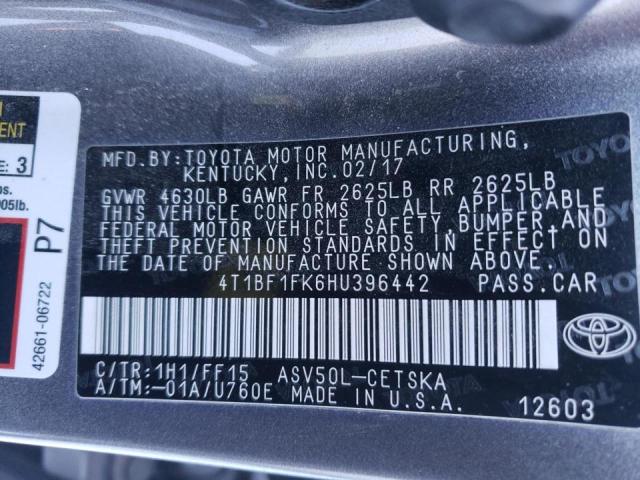 MFD.BY:TOYOTA MOTOR MANUFACTURING,
KENTUCKY,INC.02/17
GVWR 4630LB GAWR FR 2625LB RR 2625LB
THIS VEHICLE CONFORMS TO ALL APPLICABLE
FEDERAL MOTOR VEHICLE SAFETY,BUMPER,AND
THEFT PREVENTION STANDARDS IN EFFECT ON
THE DATE OF MANUFACTURE SHOWN ABOVE.
4T1BF1FK6HU396442 PASS.CAR
C/TR:1H1/FF15 ASV50L-CETSKA
A/TM:-01A/U760E MADE IN U.S.A.
12603
3
P7
42661-06722